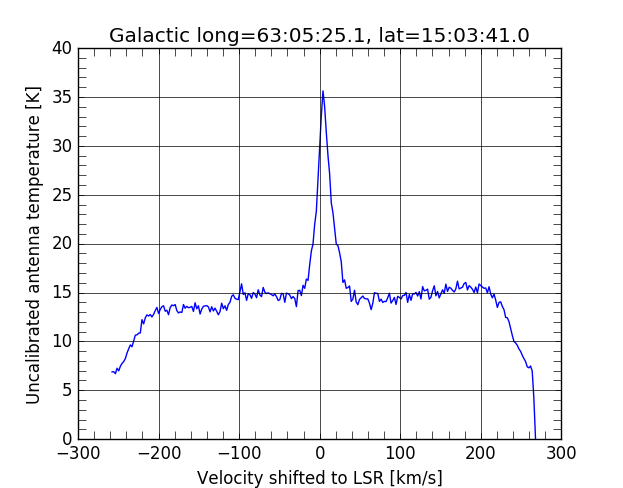 Galactic long=63:05:25.1, lat=15:03:41.0
Uncalibrated antenna temperature [K]
40
35
30
25
20
15
10
5
0
−300 −200 −100 0 100 200 300
Velocity shifted to LSR [km/s]